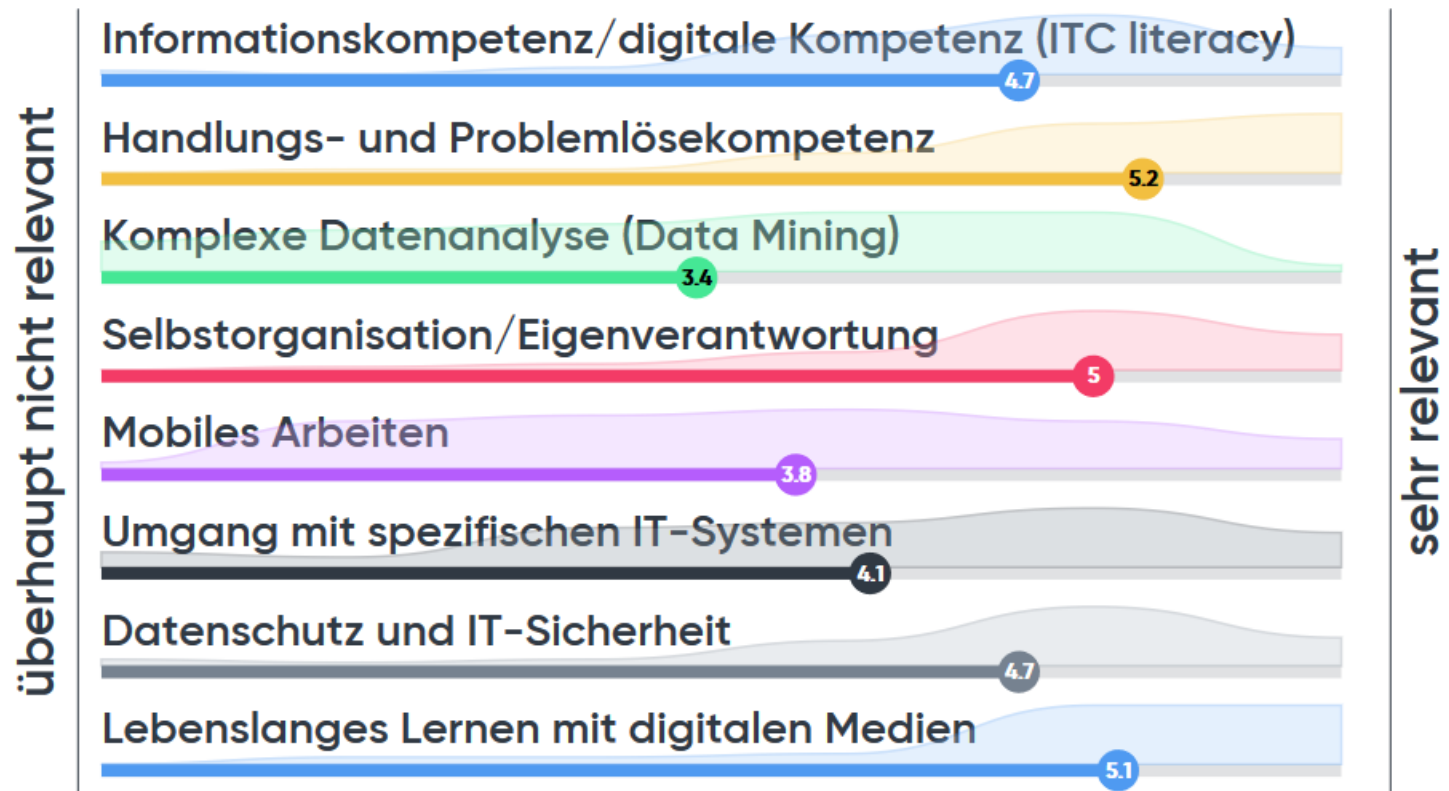 überhaupt nicht relevant
Informationskompetenz/digitale Kompetenz (ITC literacy)
4.7
Handlungs- und Problemlösekompetenz
5.2
Komplexe Datenanalyse (Data Mining)
3.4
Selbstorganisation/Eigenverantwortung
5
Mobiles Arbeiten
3.8
Umgang mit spezifischen IT-Systemen
4.1
Datenschutz und IT-Sicherheit
4.7
Lebenslanges Lernen mit digitalen Medien
5.1
sehr relevant